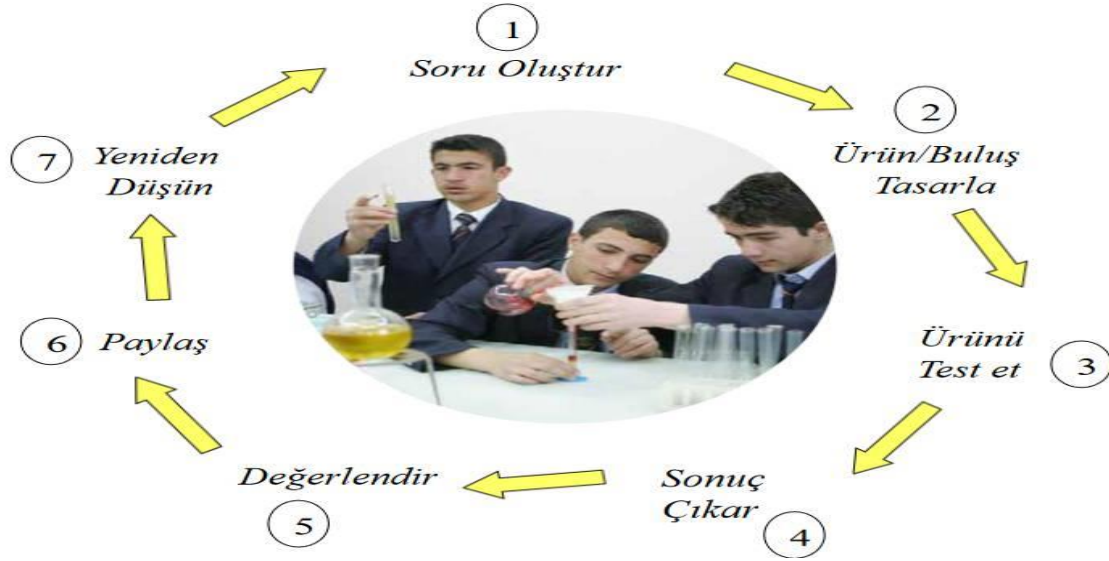 1
Soru Oluştur
2
Ürün/Buluş
Tasarla
Ürünü
Test et
3
Sonuç
Çıkar
4
Değerlendir
5
6
Paylaş
7
Yeniden
Düşün